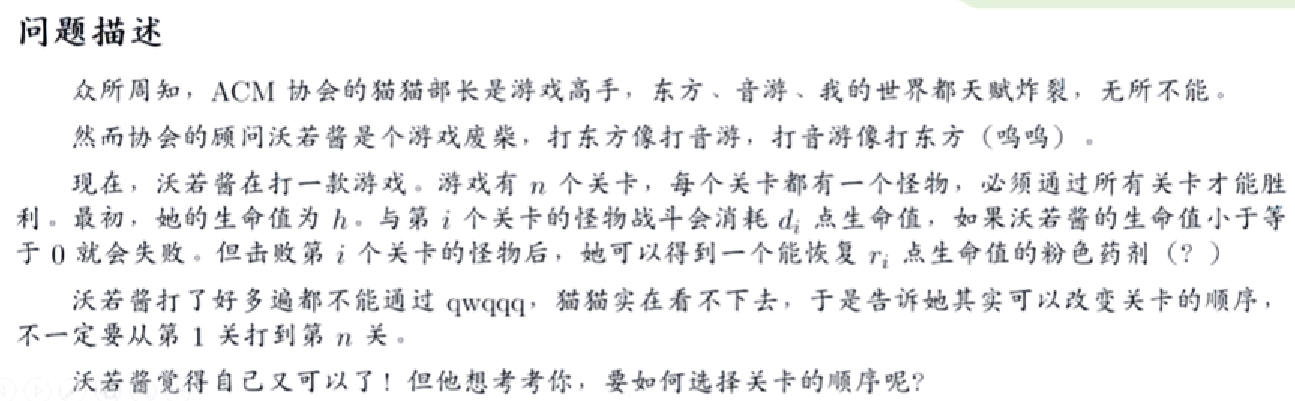 问题描述
众所周知，ACM 协会的猫猫部长是游戏高手，东方、音游、我的世界都天赋炸裂，无所不能。
然而协会的顾问沃若酱是个游戏废柴，打东方像打音游，打音游像打东方（呜呜）。
现在，沃若酱在打一款游戏。游戏有 n 个关卡，每个关卡都有一个怪物，必须通过所有关卡才能胜
利。最初，她的生命值为 h。与第 i 个关卡的怪物战斗会消耗 dᵢ 点生命值，如果沃若酱的生命值小于等
于 0 就会失败。但击败第 i 个关卡的怪物后，她可以得到一个能恢复 rᵢ 点生命值的粉色药剂（？）
沃若酱打了好多遍都不能通过 qwqqq，猫猫实在看不下去，于是告诉她其实可以改变关卡的顺序，
不一定要从第 1 关打到第 n 关。
沃若酱觉得自己又可以了！但他想考考你，要如何选择关卡的顺序呢？